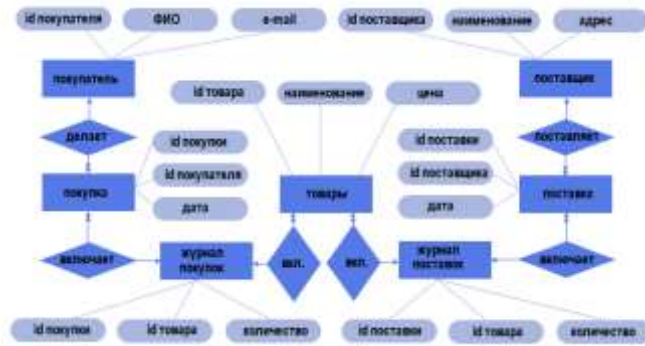 id покупателя
ФИО
e-mail
id поставщика
наименование
адрес
покупатель
поставщик
id товара
наименование
цена
делает
поставляет
id покупки
id поставки
покупка
id покупателя
товары
id поставщика
поставка
дата
дата
включает
журнал
покупок
вкл.
вкл.
журнал
поставок
включает
id покупки
id товара
количество
id поставки
id товара
количество